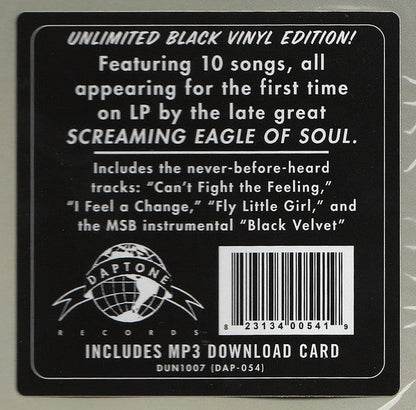 UNLIMITED BLACK VINYL EDITION!
Featuring 10 songs, all
appearing for the first time
on LP by the late great
SCREAMING EAGLE OF SOUL.
Includes the never-before-heard
tracks: “Can’t Fight the Feeling,”
“I Feel a Change,” “Fly Little Girl,” and
the MSB instrumental “Black Velvet”
DAPTONE
RECORDS
8 23134 00541 9
INCLUDES MP3 DOWNLOAD CARD
DUN1007 (DAP-054)